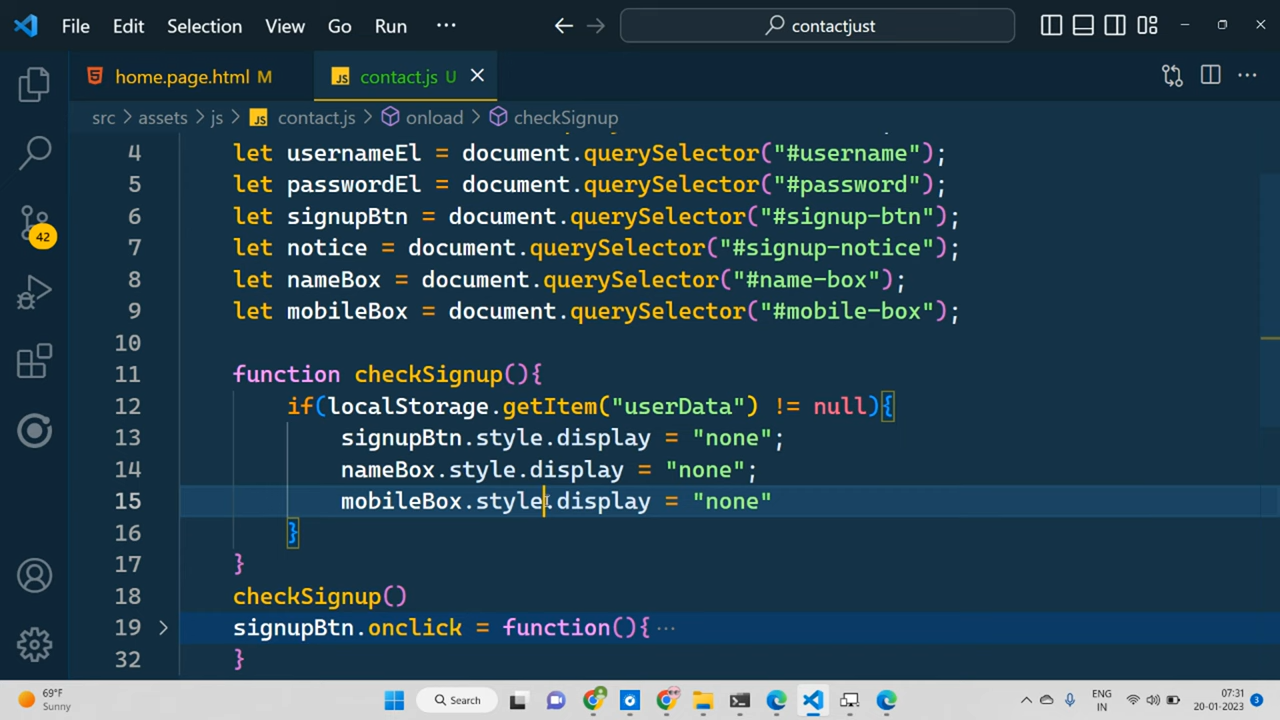 File Edit Selection View Go Run ··· contactjust
home.page.html M contact.js U
src > assets > js > contact.js > onload > checkSignup
4 let usernameEl = document.querySelector("#username");
5 let passwordEl = document.querySelector("#password");
6 let signupBtn = document.querySelector("#signup-btn");
7 let notice = document.querySelector("#signup-notice");
8 let nameBox = document.querySelector("#name-box");
9 let mobileBox = document.querySelector("#mobile-box");
10
11 function checkSignup(){
12 if(localStorage.getItem("userData") != null){
13 signupBtn.style.display = "none";
14 nameBox.style.display = "none";
15 mobileBox.style.display = "none"
16 }
17 }
18 checkSignup()
19 signupBtn.onclick = function(){ ···
32 }
42
69°F
Sunny
Search
ENG
IN
07:31
20-01-2023
3